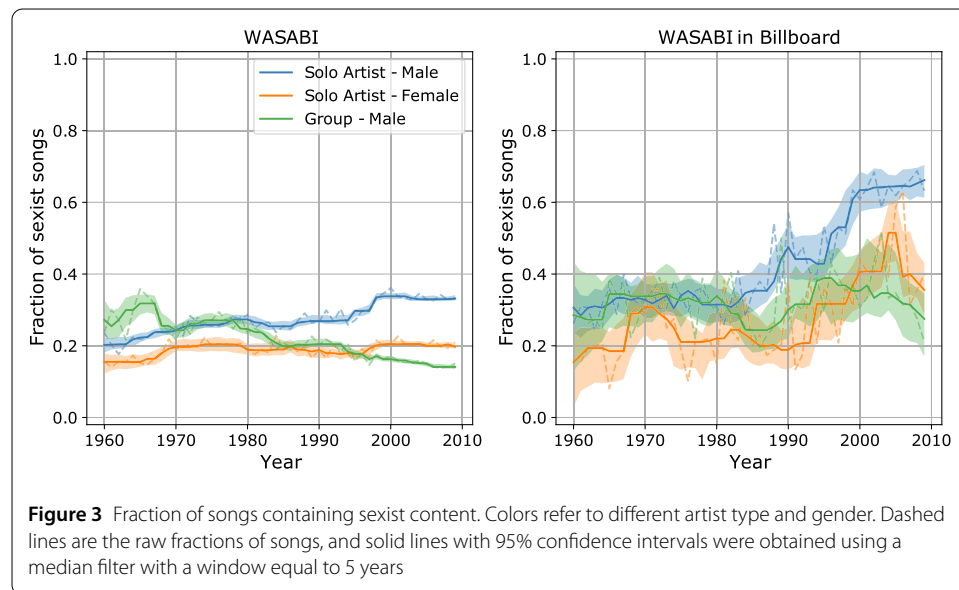 WASABI
WASABI in Billboard
1.0
0.8
0.6
0.4
0.2
0.0
Fraction of sexist songs
Solo Artist - Male
Solo Artist - Female
Group - Male
1960 1970 1980 1990 2000 2010
Year
1.0
0.8
0.6
0.4
0.2
0.0
Fraction of sexist songs
1960 1970 1980 1990 2000 2010
Year
Figure 3 Fraction of songs containing sexist content. Colors refer to different artist type and gender. Dashed
lines are the raw fractions of songs, and solid lines with 95% confidence intervals were obtained using a
median filter with a window equal to 5 years